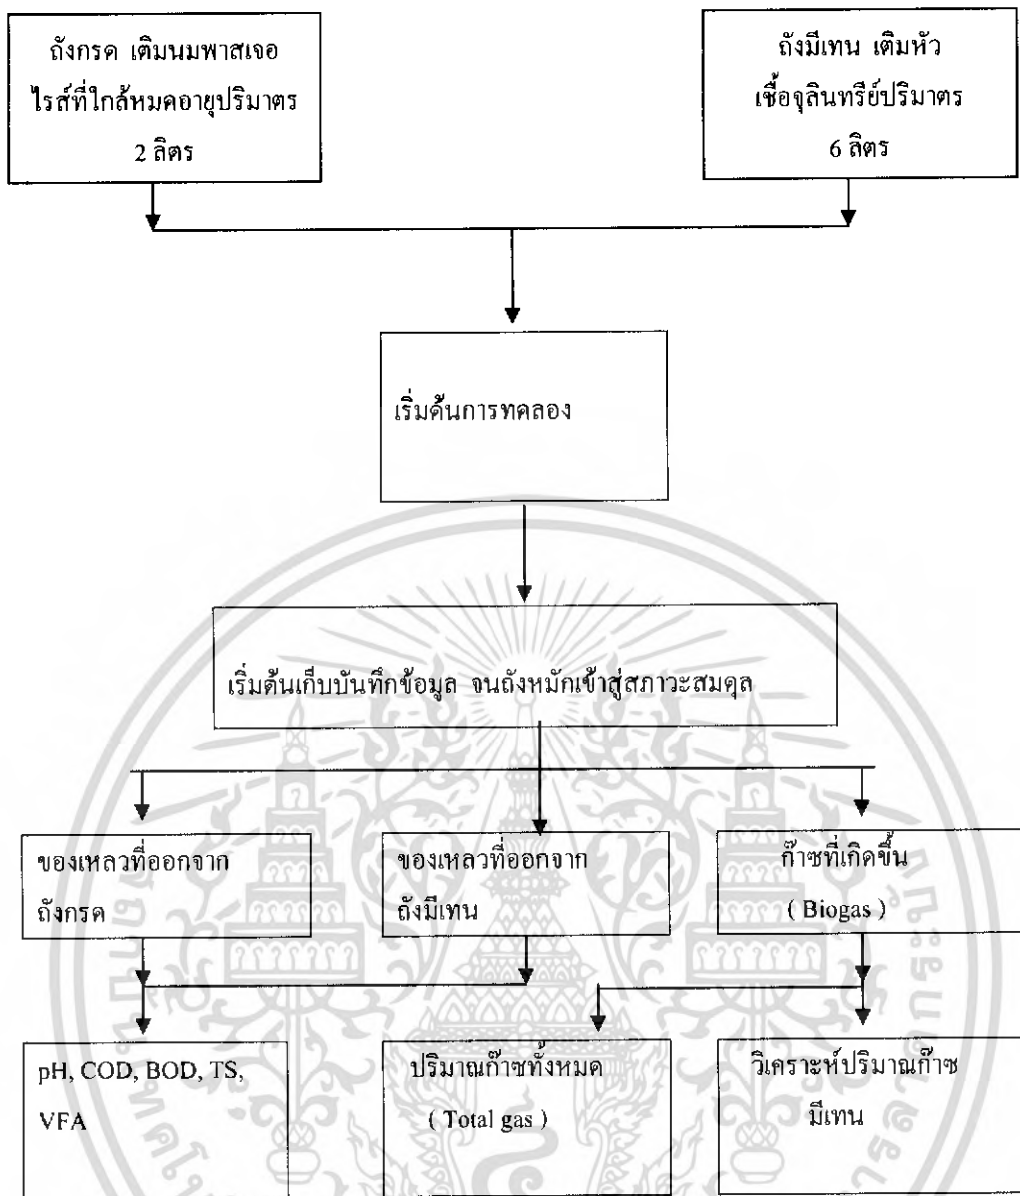 ถังกรด เติมนมพาสเจอ
ไรส์ที่ใกล้หมดอายุปริมาตร
2 ลิตร
ถังมีเทน เติมหัว
เชื้อจุลินทรีย์ปริมาตร
6 ลิตร
เริ่มต้นการทดลอง
เริ่มต้นเก็บบันทึกข้อมูล จนถังหมักเข้าสู่สภาวะสมดุล
ของเหลวที่ออกจาก
ถังกรด
ของเหลวที่ออกจาก
ถังมีเทน
ก๊าซที่เกิดขึ้น
( Biogas )
pH, COD, BOD, TS,
VFA
ปริมาณก๊าซทั้งหมด
( Total gas )
วิเคราะห์ปริมาณก๊าซ
มีเทน